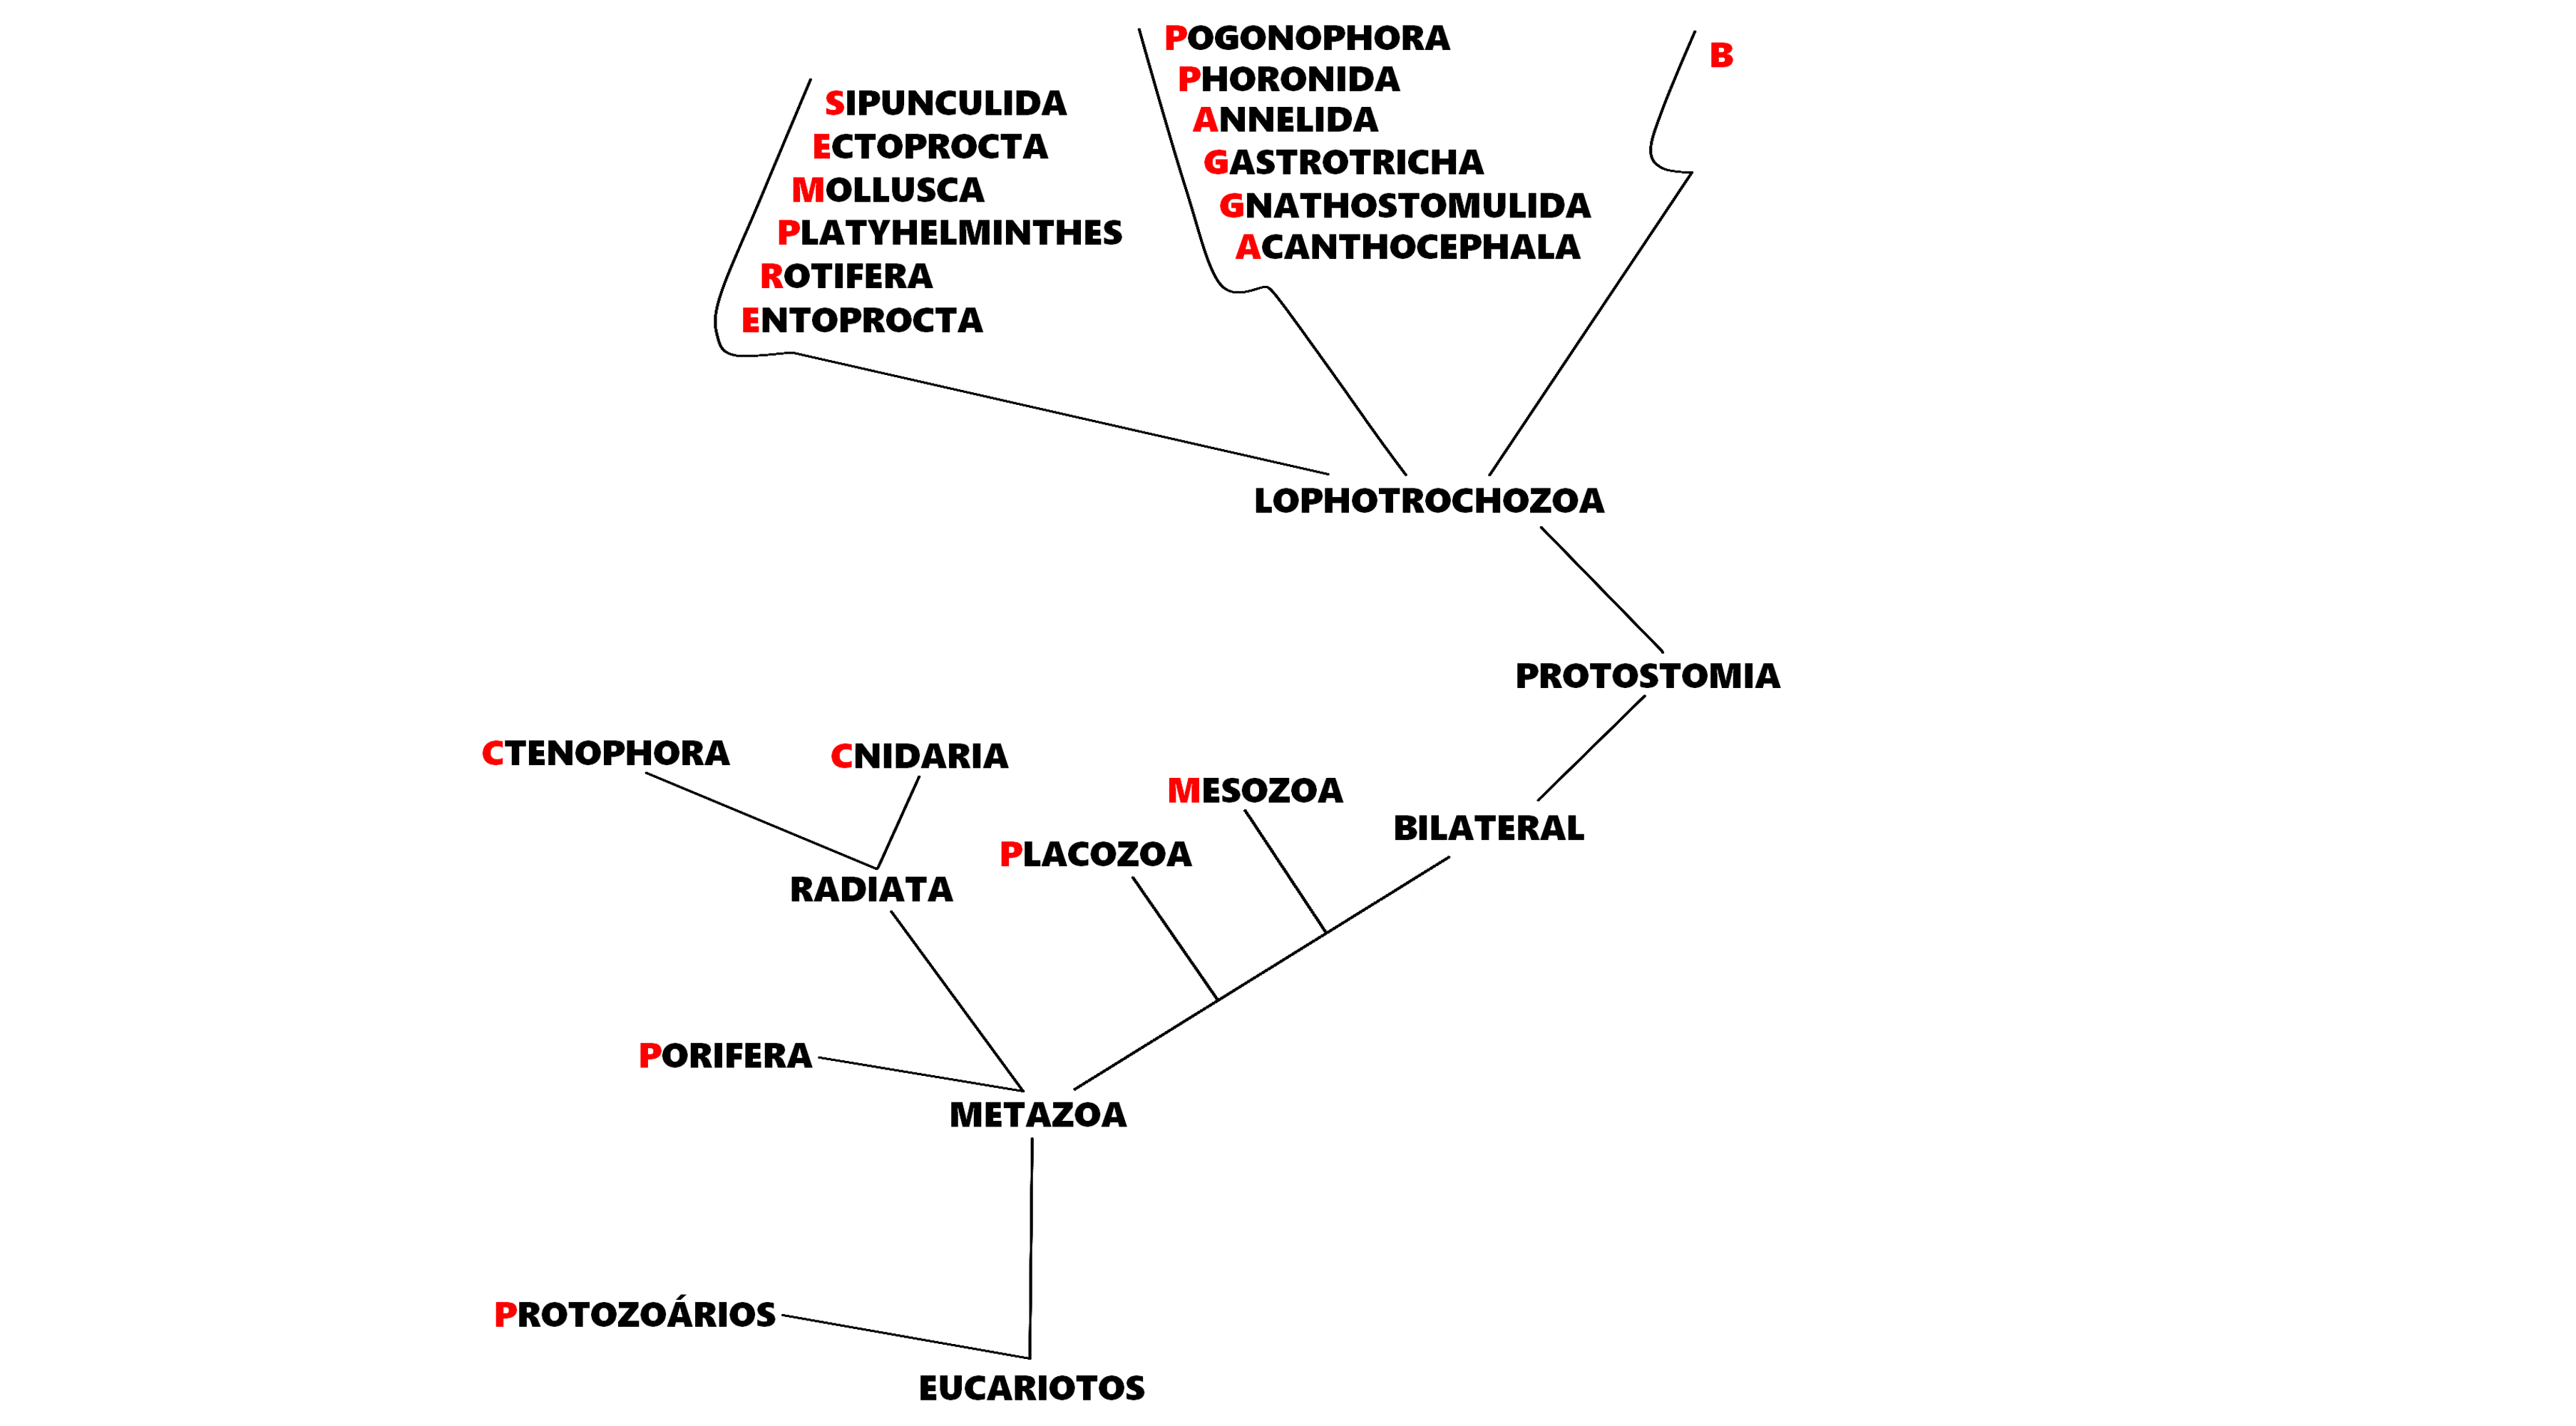 SIPUNCULIDA
ECTOPROCTA
MOLLUSCA
PLATYHELMINTHES
ROTIFERA
ENTOPROCTA
POGONOPHORA
PHORONIDA
ANNELIDA
GASTROTRICHA
GNATHOSTOMULIDA
ACANTHOCEPHALA
B
LOPHOTROCHOZOA
PROTOSTOMIA
CTENOPHORA
CNIDARIA
MESOZOA
BILATERAL
PLACOZOA
RADIATA
PORIFERA
METAZOA
PROTOZOÁRIOS
EUCARIOTOS